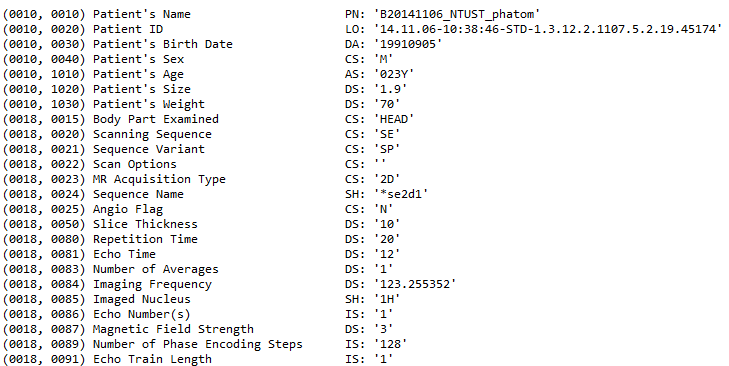 (0010, 0010) Patient's Name PN: 'B20141106_NTUST_phatom'
(0010, 0020) Patient ID LO: '14.11.06-10:38:46-STD-1.3.12.2.1107.5.2.19.45174'
(0010, 0030) Patient's Birth Date DA: '19910905'
(0010, 0040) Patient's Sex CS: 'M'
(0010, 1010) Patient's Age AS: '023Y'
(0010, 1020) Patient's Size DS: '1.9'
(0010, 1030) Patient's Weight DS: '70'
(0018, 0015) Body Part Examined CS: 'HEAD'
(0018, 0020) Scanning Sequence CS: 'SE'
(0018, 0021) Sequence Variant CS: 'SP'
(0018, 0022) Scan Options CS: ''
(0018, 0023) MR Acquisition Type CS: '2D'
(0018, 0024) Sequence Name SH: '*se2d1'
(0018, 0025) Angio Flag CS: 'N'
(0018, 0050) Slice Thickness DS: '10'
(0018, 0080) Repetition Time DS: '20'
(0018, 0081) Echo Time DS: '12'
(0018, 0083) Number of Averages DS: '1'
(0018, 0084) Imaging Frequency DS: '123.255352'
(0018, 0085) Imaged Nucleus SH: '1H'
(0018, 0086) Echo Number(s) IS: '1'
(0018, 0087) Magnetic Field Strength DS: '3'
(0018, 0089) Number of Phase Encoding Steps IS: '128'
(0018, 0091) Echo Train Length IS: '1'